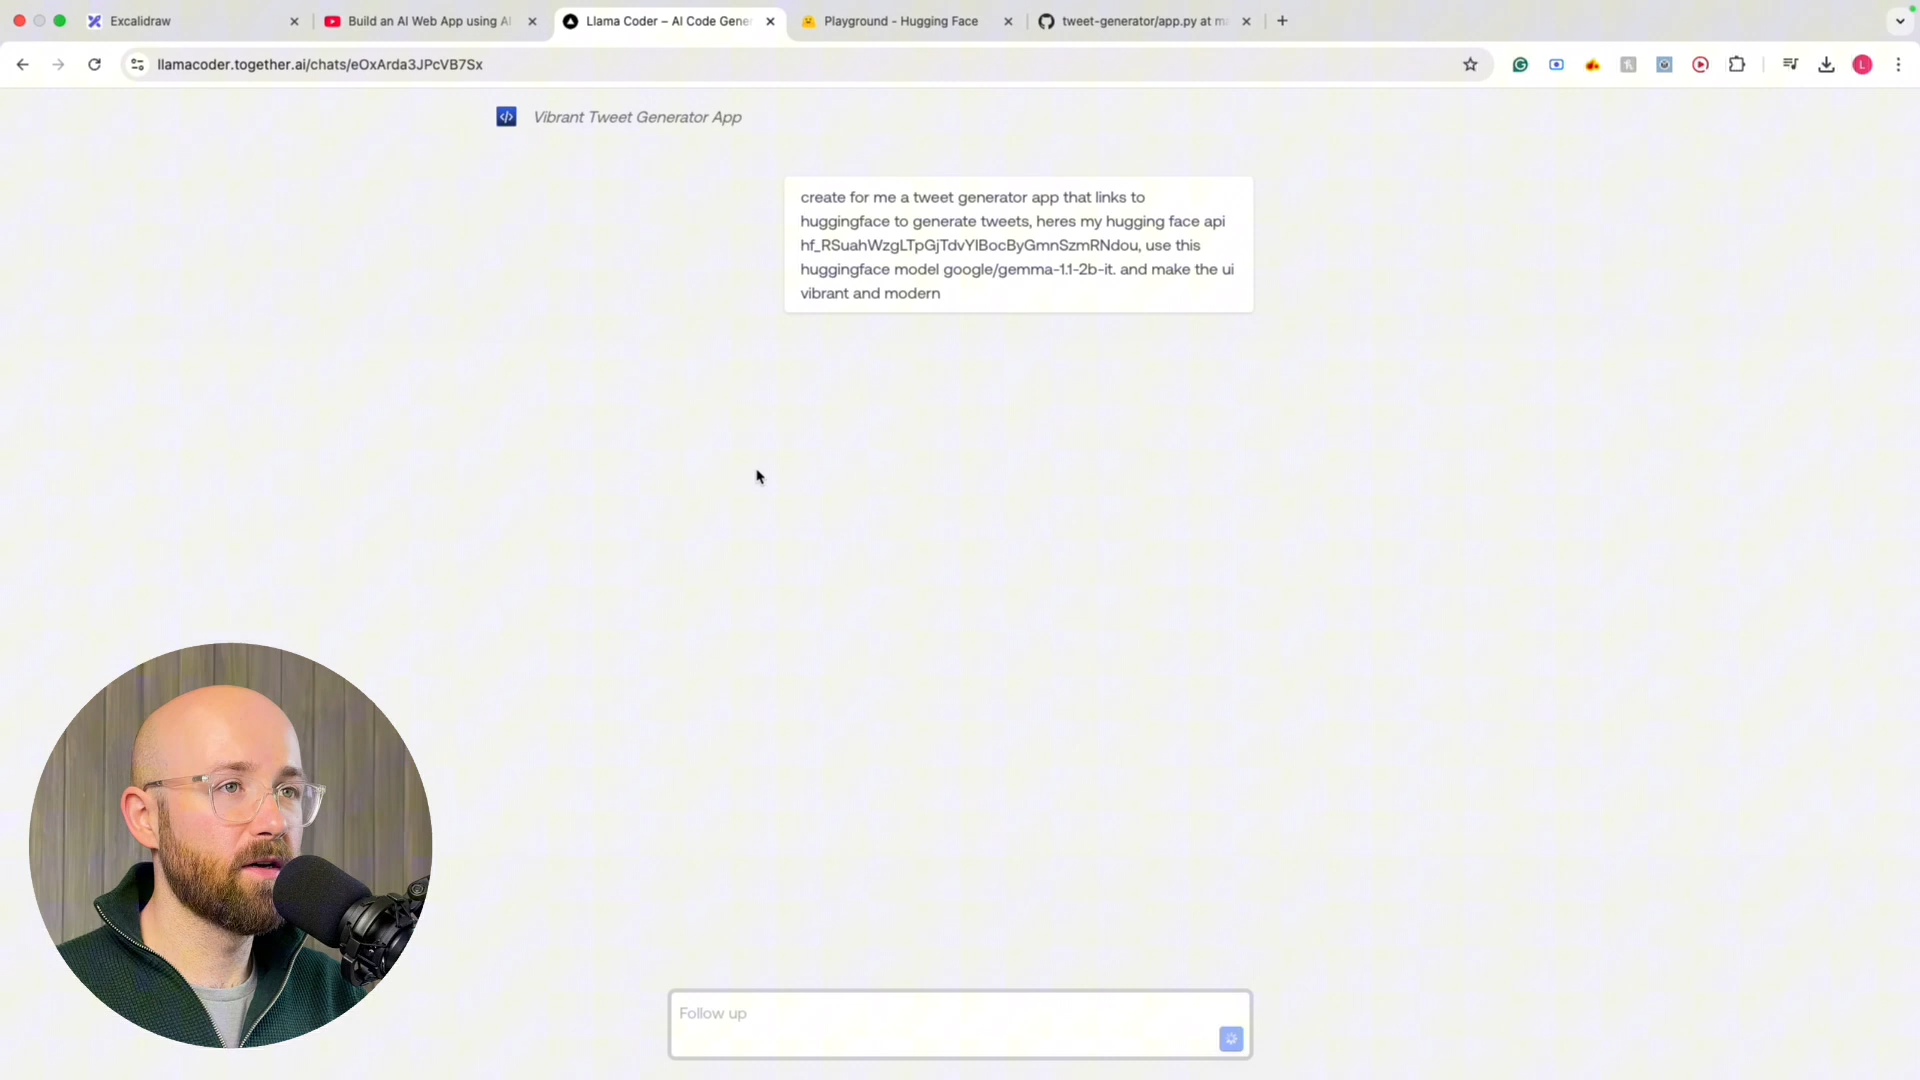 Excalidraw
Build an AI Web App using AI
Llama Coder – AI Code Gene
Playground - Hugging Face
tweet-generator/app.py at ma
llamacoder.together.ai/chats/eOxArda3JPcVB7Sx
L
Vibrant Tweet Generator App
create for me a tweet generator app that links to
huggingface to generate tweets, heres my hugging face api
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, use this
huggingface model google/gemma-1.1-2b-it. and make the ui
vibrant and modern
Follow up